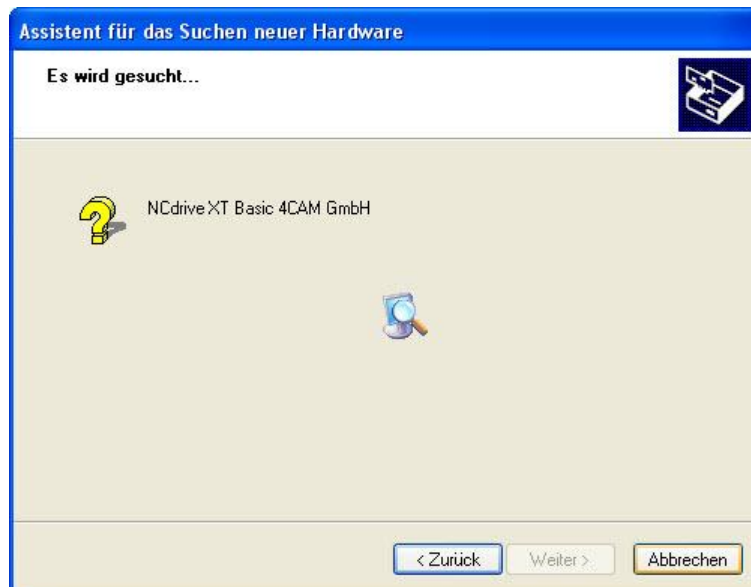 Assistent für das Suchen neuer Hardware
Es wird gesucht...
NCdrive XT Basic 4CAM GmbH
< Zurück
Weiter >
Abbrechen